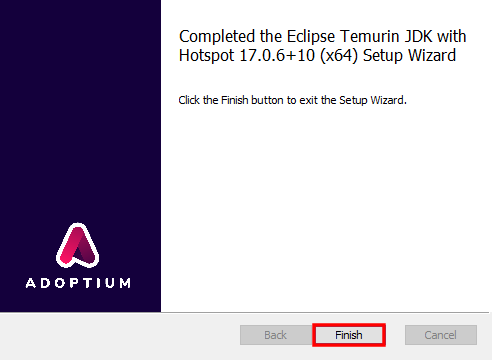 Completed the Eclipse Temurin JDK with
Hotspot 17.0.6+10 (x64) Setup Wizard
Click the Finish button to exit the Setup Wizard.
ADOPTIUM
Back
Finish
Cancel